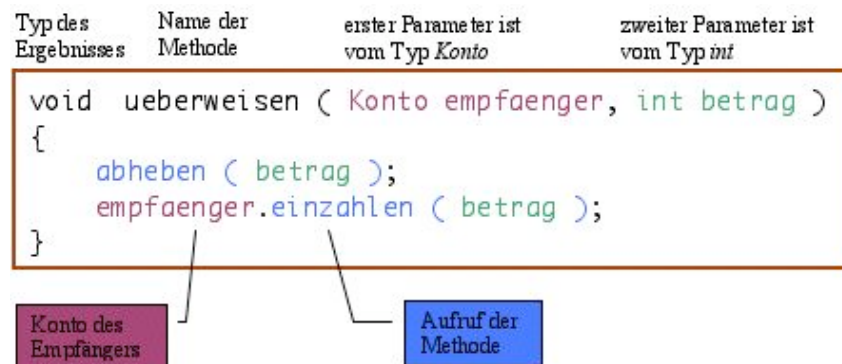 Typ des Ergebnisses
Name der Methode
erster Parameter ist vom Typ Konto
zweiter Parameter ist vom Typ int
void ueberweisen ( Konto empfaenger, int betrag )
{
abheben ( betrag );
empfaenger.einzahlen ( betrag );
}
Konto des Empfängers
Aufruf der Methode